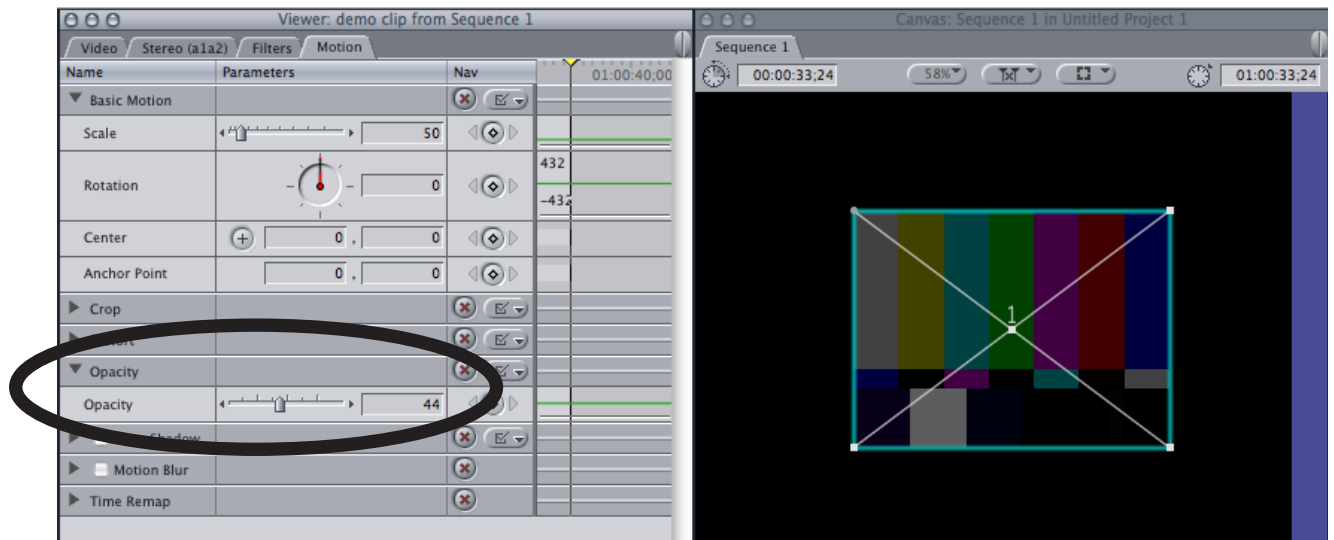 Viewer: demo clip from Sequence 1
Video Stereo (a1a2) Filters Motion
Name Parameters Nav 01:00:40;00
Basic Motion
Scale 50
Rotation 0 432
-432
Center 0 , 0
Anchor Point 0 , 0
Crop
Opacity
Opacity 44
Shadow
Motion Blur
Time Remap
Canvas: Sequence 1 in Untitled Project 1
Sequence 1
00:00:33;24 58% 01:00:33;24
1